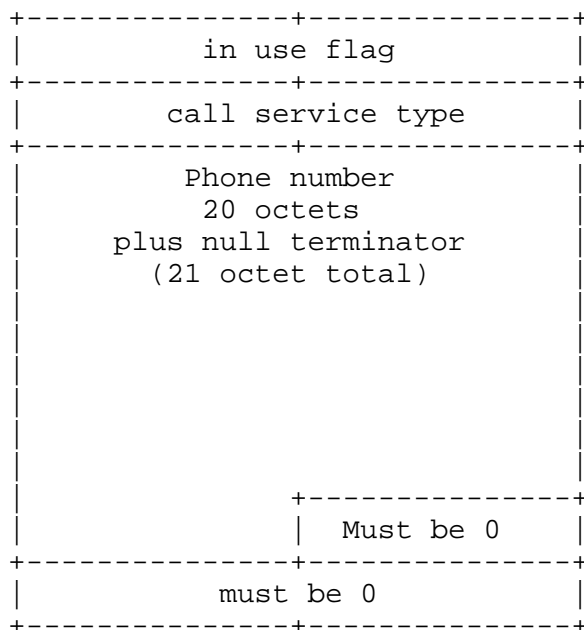 in use flag
call service type
Phone number
20 octets
plus null terminator
(21 octet total)
Must be 0
must be 0